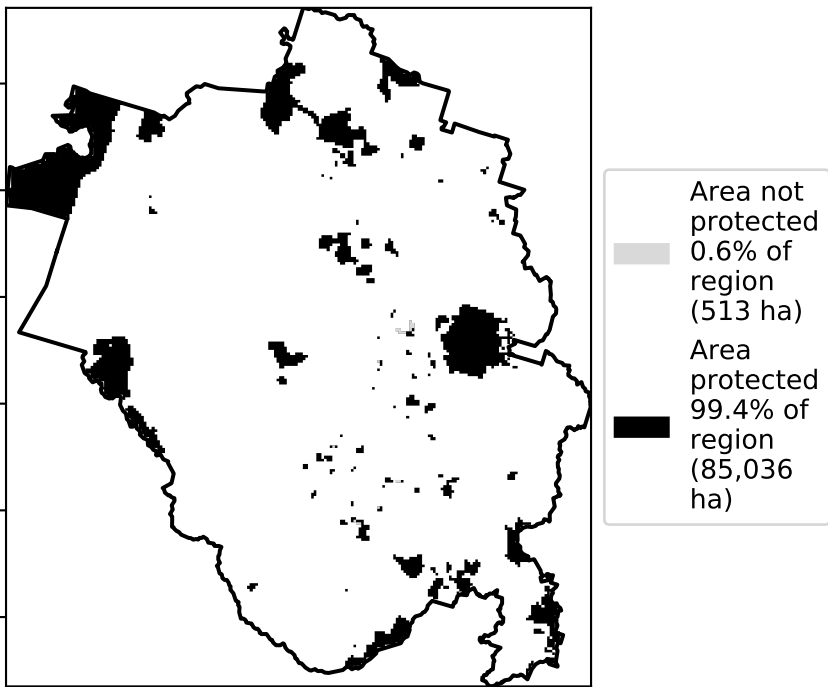 Area not
protected
0.6% of
region
(513 ha)
Area
protected
99.4% of
region
(85,036
ha)